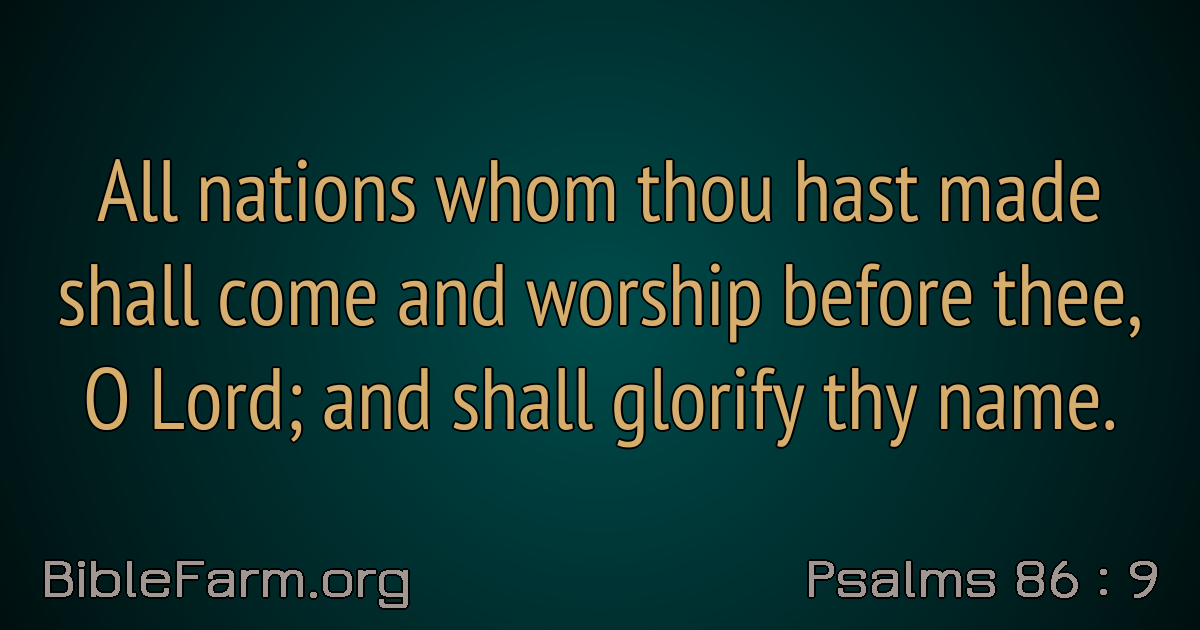 All nations whom thou hast made
shall come and worship before thee,
O Lord; and shall glorify thy name.
BibleFarm.org
Psalms 86 : 9